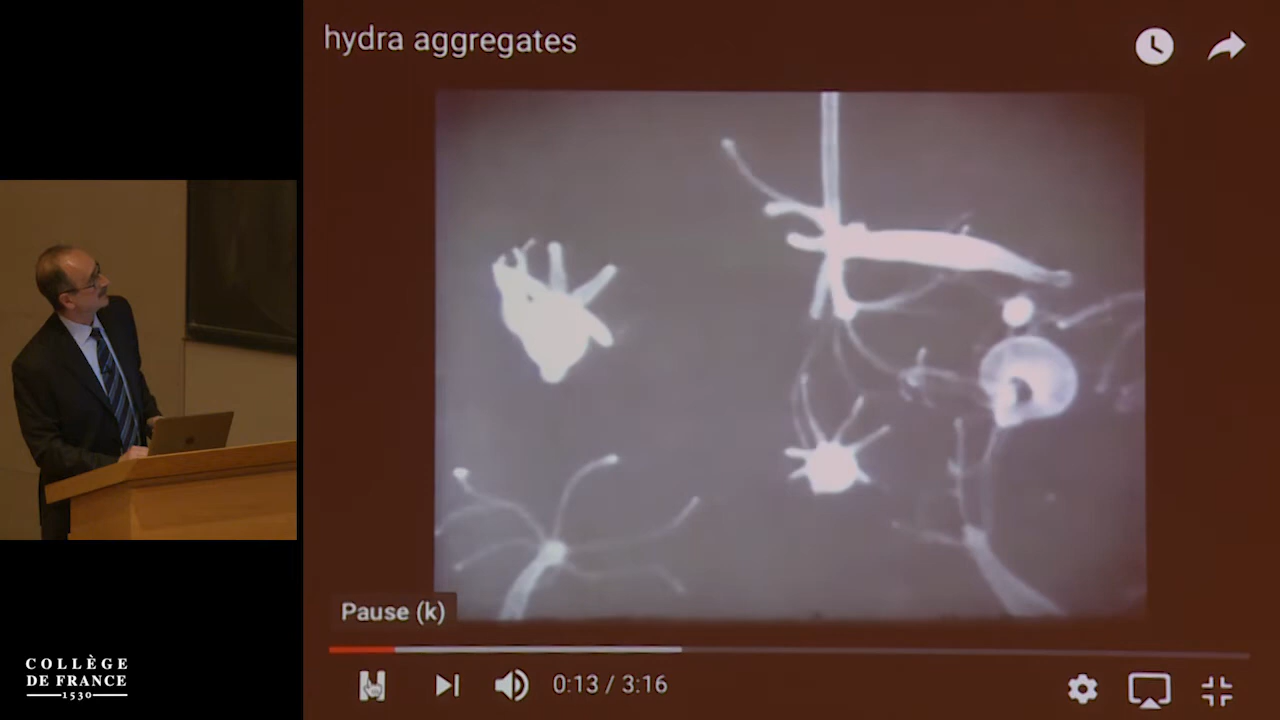 hydra aggregates
Pause (k)
0:13 / 3:16
COLLÈGE
DE FRANCE
1530